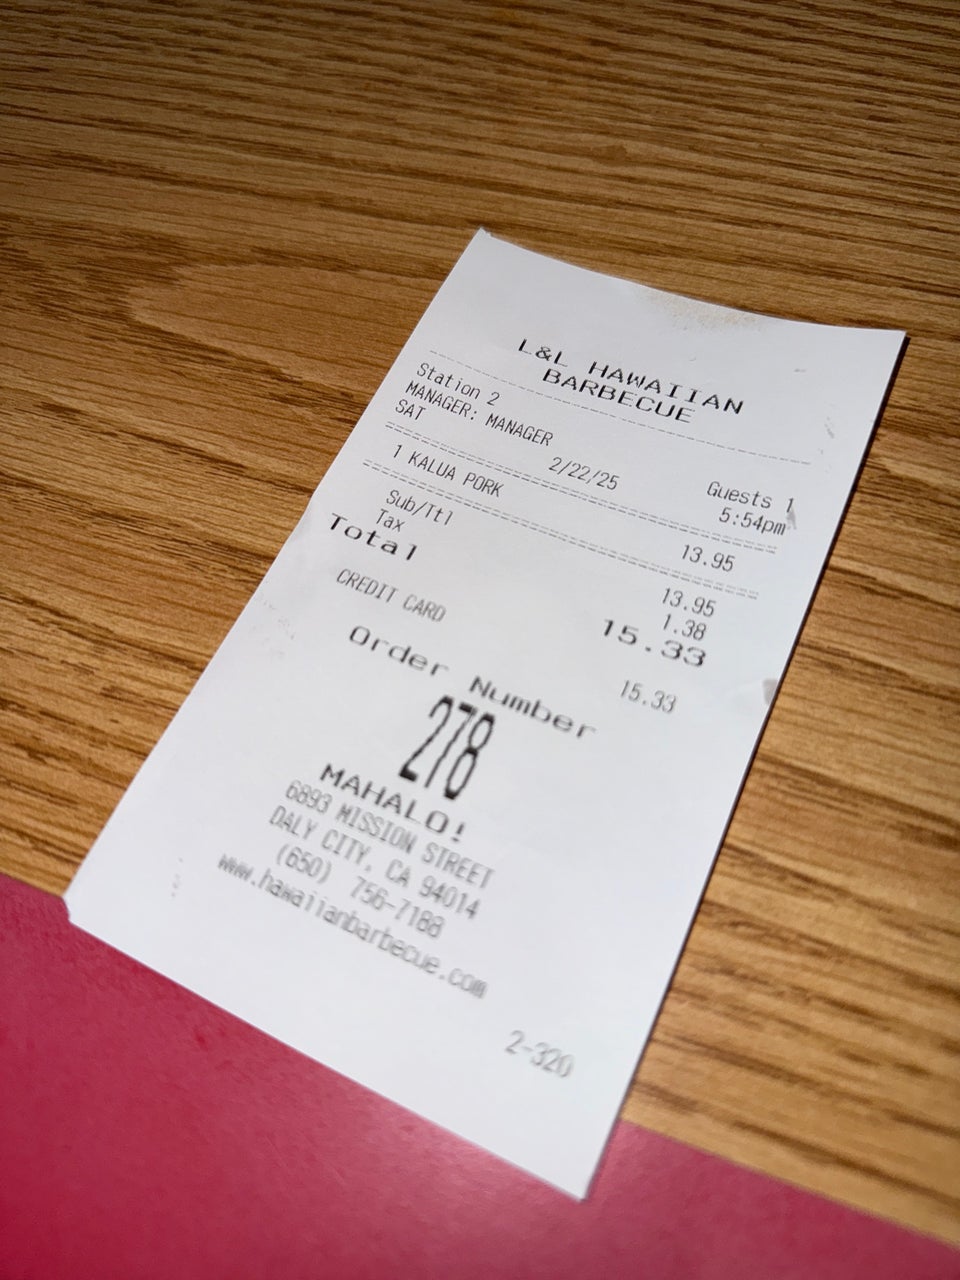 L&L HAWAIIAN
BARBECUE
Station 2
MANAGER: MANAGER Guests 1
SAT 2/22/25 5:54pm
1 KALUA PORK 13.95
Sub/Ttl 13.95
Tax 1.38
Total 15.33
CREDIT CARD 15.33
Order Number
278
MAHALO!
6893 MISSION STREET
DALY CITY, CA 94014
(650) 756-7188
www.hawaiianbarbecue.com
2-320